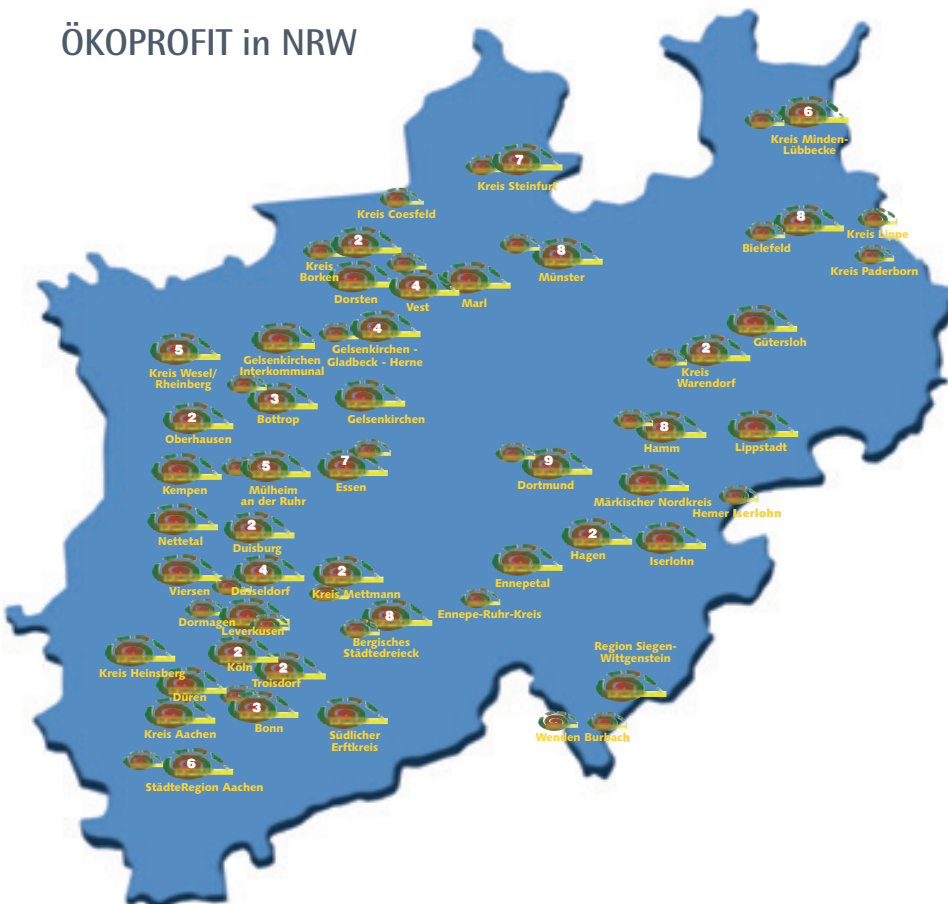 ÖKOPROFIT in NRW
6
Kreis Minden-
Lübbecke
7
Kreis Steinfurt
Kreis Coesfeld
8
Bielefeld
Kreis Lippe
Kreis Paderborn
2
Kreis
Borken
Dorsten
4
Vest
Marl
8
Münster
5
Kreis Wesel/
Rheinberg
Gelsenkirchen
Interkommunal
4
Gelsenkirchen -
Gladbeck - Herne
Gütersloh
2
Kreis
Warendorf
2
Oberhausen
3
Bottrop
Gelsenkirchen
8
Hamm
Lippstadt
Kempen
5
Mülheim
an der Ruhr
7
Essen
9
Dortmund
Märkischer Nordkreis
Hemer Iserlohn
Nettetal
2
Duisburg
2
Hagen
Iserlohn
Viersen
4
Desseldorf
2
Kreis Mettmann
Ennepetal
Ennepe-Ruhr-Kreis
Dormagen
Leverkusen
8
Bergisches
Städtedreieck
Kreis Heinsberg
2
Köln
2
Troisdorf
Region Siegen-
Wittgenstein
Düren
Kreis Aachen
3
Bonn
Südlicher
Erftkreis
Wenden
Burbach
6
StädteRegion Aachen